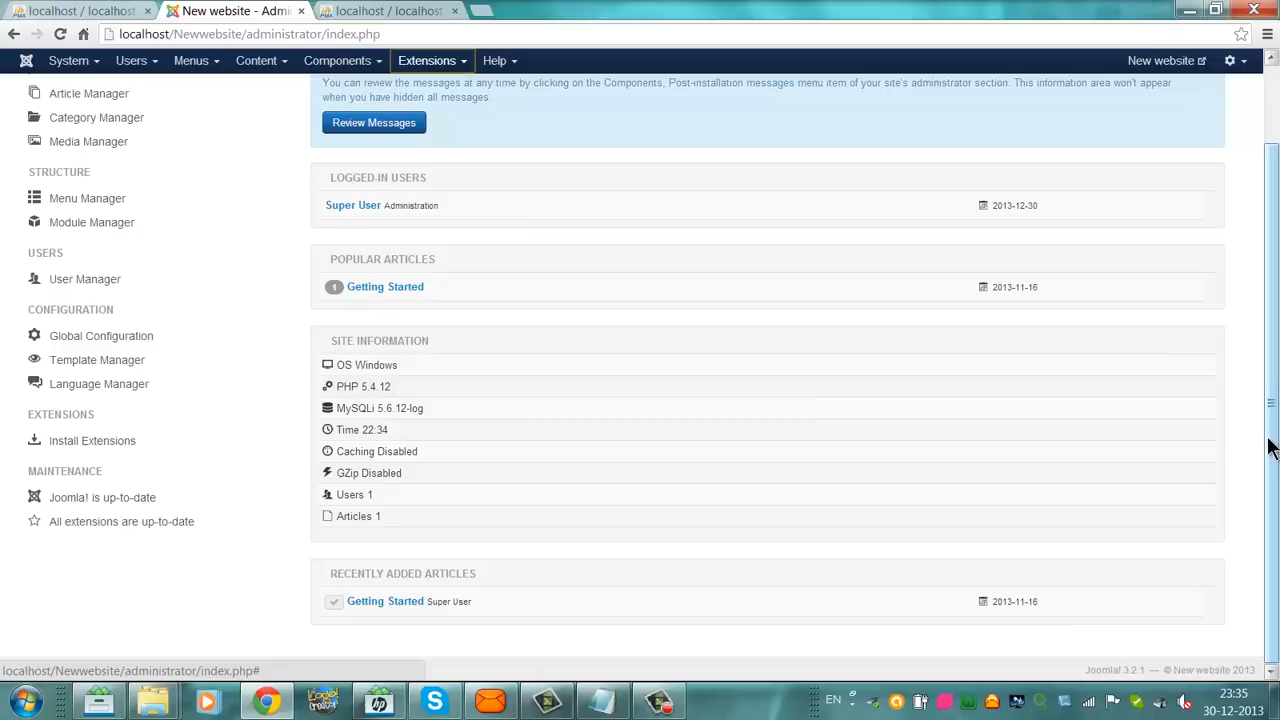 localhost / localhost
New website - Admi
localhost / localhost
localhost/Newwebsite/administrator/index.php
System
Users
Menus
Content
Components
Extensions
Help
New website
You can review the messages at any time by clicking on the Components, Post-installation messages menu item of your site's administrator section. This information area won't appear
when you have hidden all messages.
Review Messages
Article Manager
Category Manager
Media Manager
STRUCTURE
Menu Manager
Module Manager
USERS
User Manager
CONFIGURATION
Global Configuration
Template Manager
Language Manager
EXTENSIONS
Install Extensions
MAINTENANCE
Joomla! is up-to-date
All extensions are up-to-date
LOGGED-IN USERS
Super User Administration 2013-12-30
POPULAR ARTICLES
1 Getting Started 2013-11-16
SITE INFORMATION
OS Windows
PHP 5.4.12
MySQLi 5.6.12-log
Time 22:34
Caching Disabled
GZip Disabled
Users 1
Articles 1
RECENTLY ADDED ARTICLES
Getting Started Super User 2013-11-16
localhost/Newwebsite/administrator/index.php#
Joomla! 3.2.1 — © New website 2013
EN
23:35
30-12-2013